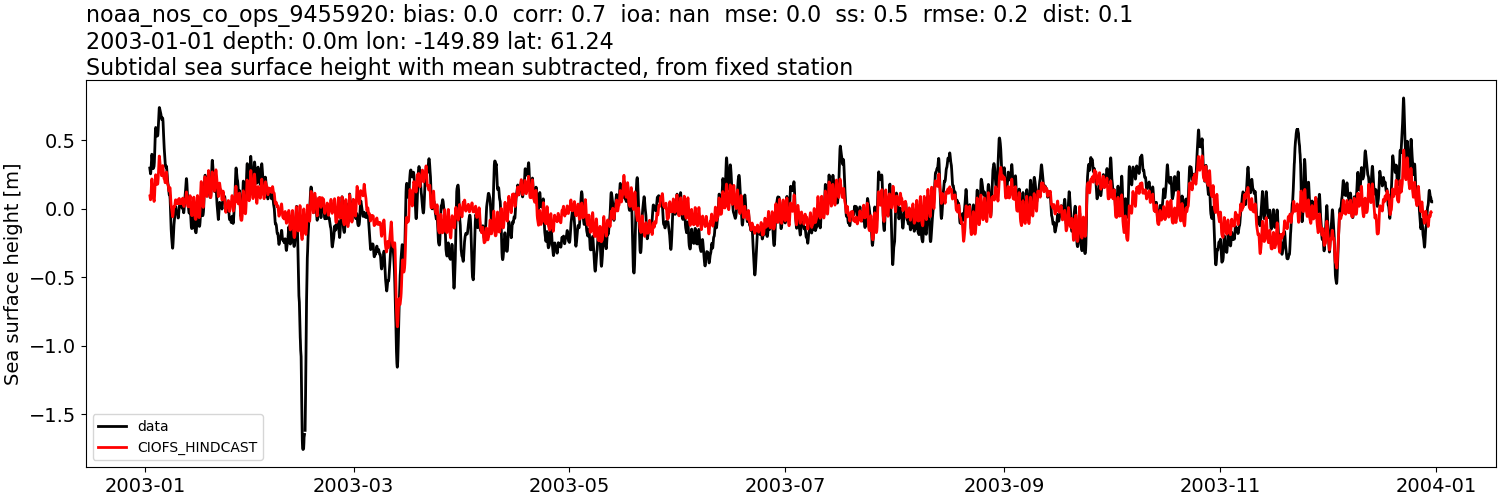 noaa_nos_co_ops_9455920: bias: 0.0  corr: 0.7  ioa: nan  mse: 0.0  ss: 0.5  rmse: 0.2  dist: 0.1
2003-01-01 depth: 0.0m lon: -149.89 lat: 61.24
Subtidal sea surface height with mean subtracted, from fixed station
Sea surface height [m]
0.5
0.0
−0.5
−1.0
−1.5
data
CIOFS_HINDCAST
2003-01
2003-03
2003-05
2003-07
2003-09
2003-11
2004-01